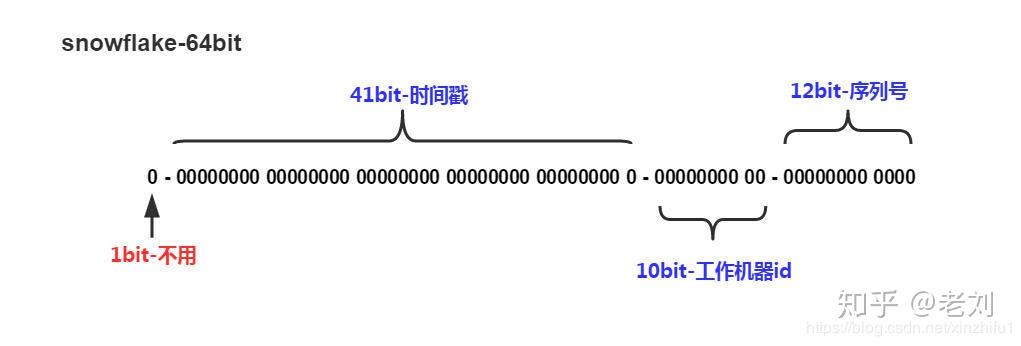 snowflake-64bit
41bit-时间戳
12bit-序列号
0 - 00000000 00000000 00000000 00000000 00000000 0 - 00000000 00 - 00000000 0000
1bit-不用
10bit-工作机器id
知乎 @老刘
https://blog.csdn.net/xinzhifu1